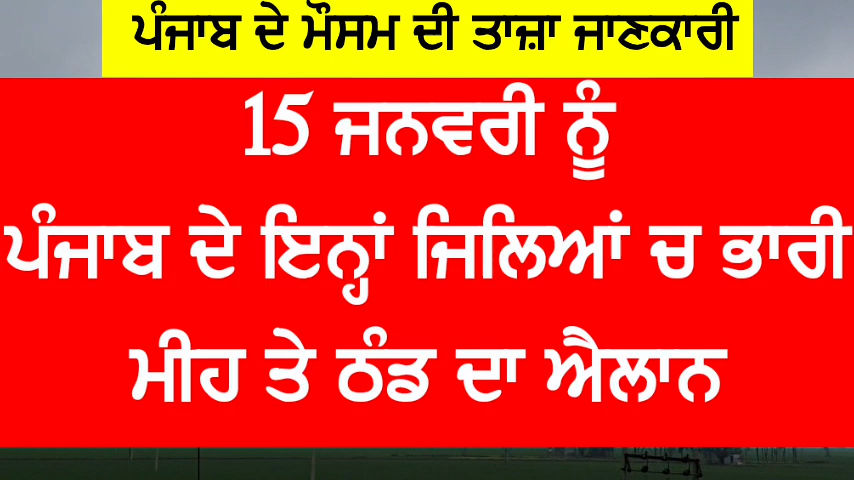 ਪੰਜਾਬ ਦੇ ਮੌਸਮ ਦੀ ਤਾਜ਼ਾ ਜਾਣਕਾਰੀ
15 ਜਨਵਰੀ ਨੂੰ
ਪੰਜਾਬ ਦੇ ਇਨ੍ਹਾਂ ਜਿਲਿਆਂ ਚ ਭਾਰੀ
ਮੀਹ ਤੇ ਠੰਡ ਦਾ ਐਲਾਨ